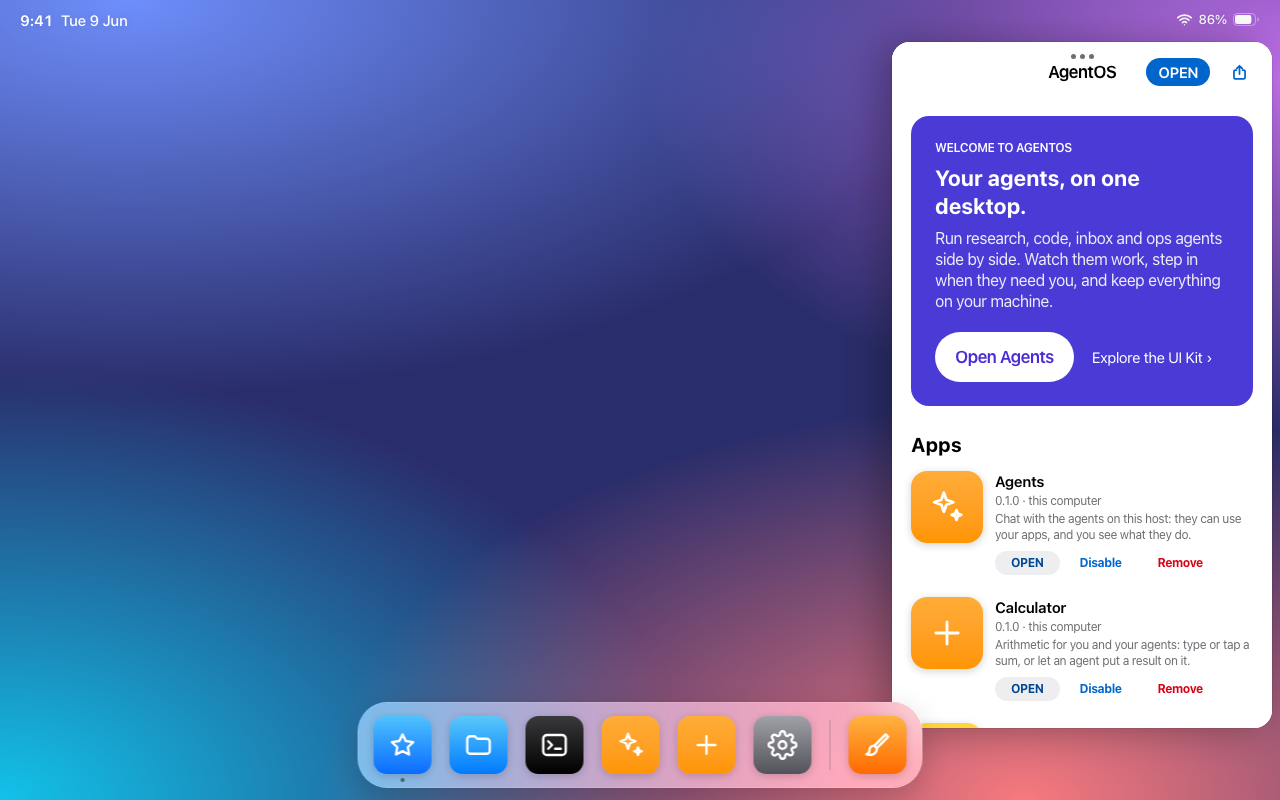 9:41 Tue 9 Jun
86%
AgentOS
OPEN
WELCOME TO AGENTOS
Your agents, on one
desktop.
Run research, code, inbox and ops agents
side by side. Watch them work, step in
when they need you, and keep everything
on your machine.
Open Agents
Explore the UI Kit ›
Apps
Agents
0.1.0 · this computer
Chat with the agents on this host: they can use
your apps, and you see what they do.
OPEN Disable Remove
Calculator
0.1.0 · this computer
Arithmetic for you and your agents: type or tap a
sum, or let an agent put a result on it.
OPEN Disable Remove